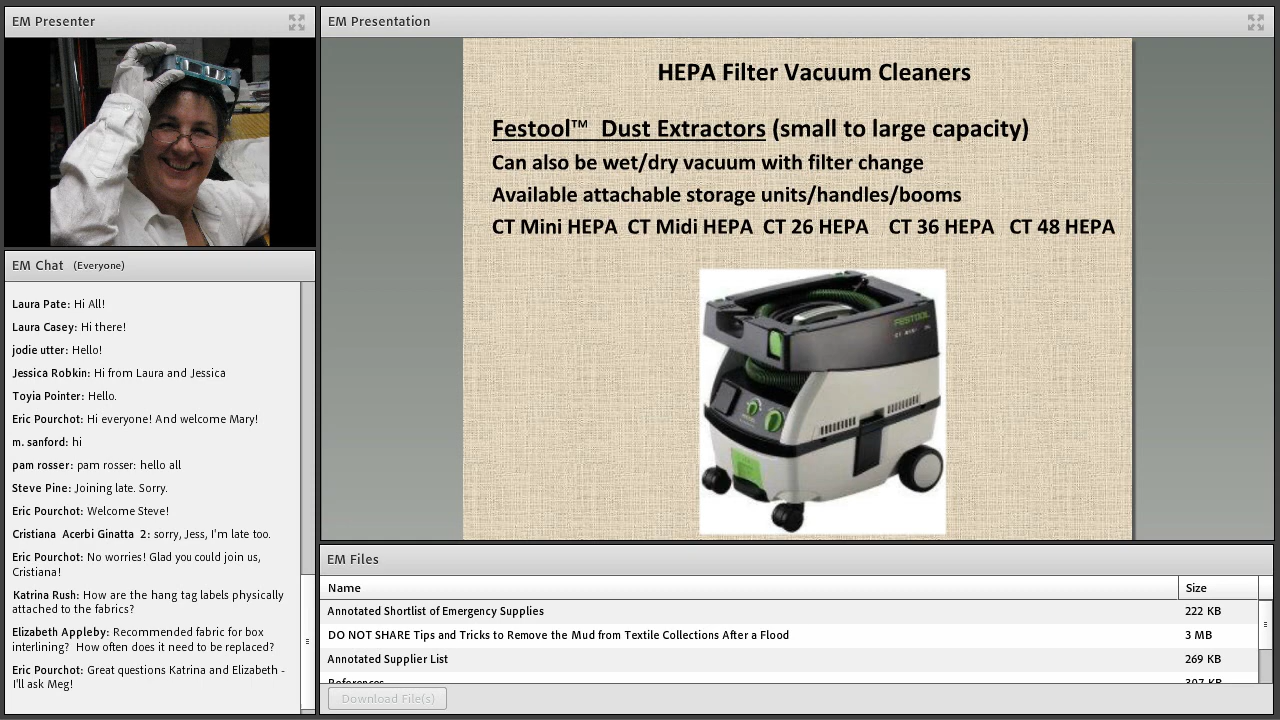 EM Presenter
EM Presentation
HEPA Filter Vacuum Cleaners
Festool™ Dust Extractors (small to large capacity)
Can also be wet/dry vacuum with filter change
Available attachable storage units/handles/booms
CT Mini HEPA CT Midi HEPA CT 26 HEPA CT 36 HEPA CT 48 HEPA
FESTOOL
EM Chat (Everyone)
Laura Pate: Hi All!
Laura Casey: Hi there!
jodie utter: Hello!
Jessica Robkin: Hi from Laura and Jessica
Toyia Pointer: Hello.
Eric Pourchot: Hi everyone! And welcome Mary!
m. sanford: hi
pam rosser: pam rosser: hello all
Steve Pine: Joining late. Sorry.
Eric Pourchot: Welcome Steve!
Cristiana Acerbi Ginatta 2: sorry, Jess, I'm late too.
Eric Pourchot: No worries! Glad you could join us,
Cristiana!
Katrina Rush: How are the hang tag labels physically
attached to the fabrics?
Elizabeth Appleby: Recommended fabric for box
interlining? How often does it need to be replaced?
Eric Pourchot: Great questions Katrina and Elizabeth -
I'll ask Meg!
EM Files
Name Size
Annotated Shortlist of Emergency Supplies 222 KB
DO NOT SHARE Tips and Tricks to Remove the Mud from Textile Collections After a Flood 3 MB
Annotated Supplier List 269 KB
References 307 KB
Download File(s)